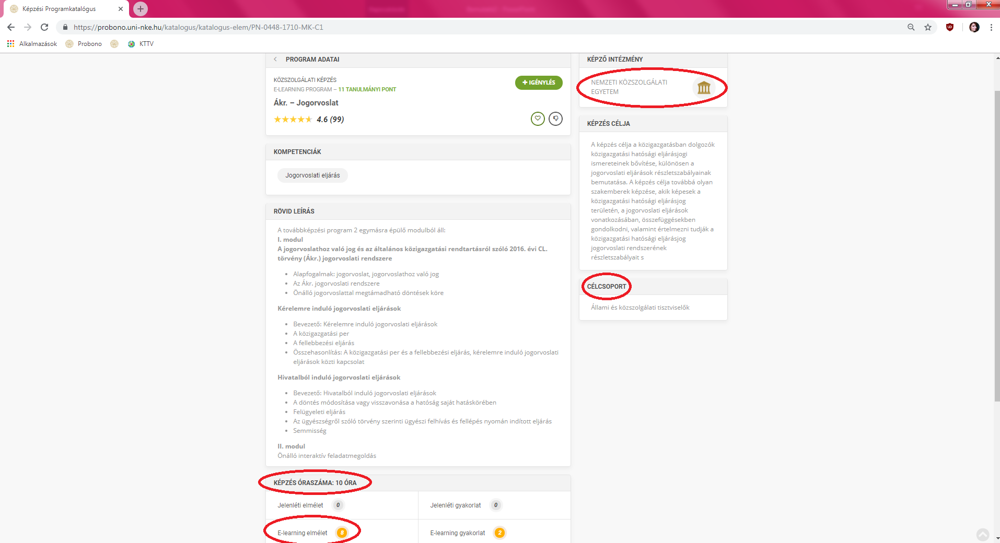 Képzési Programkatalógus
https://probono.uni-nke.hu/katalogus/katalogus-elem/PN-0448-1710-MK-C1
Alkalmazások
Probono
KTTV
PROGRAM ADATAI
KÖZSZOLGÁLATI KÉPZÉS
E-LEARNING PROGRAM – 11 TANULMÁNYI PONT
+ IGÉNYLÉS
Ákr. – Jogorvoslat
4.6 (99)
KOMPETENCIÁK
Jogorvoslati eljárás
RÖVID LEÍRÁS
A továbbképzési program 2 egymásra épülő modulból áll:
I. modul
A jogorvoslathoz való jog és az általános közigazgatási rendtartásról szóló 2016. évi CL.
törvény (Ákr.) jogorvoslati rendszere
• Alapfogalmak: jogorvoslat, jogorvoslathoz való jog
• Az Ákr. jogorvoslati rendszere
• Önálló jogorvoslattal megtámadható döntések köre
Kérelemre induló jogorvoslati eljárások
• Bevezető: Kérelemre induló jogorvoslati eljárások
• A közigazgatási per
• A fellebbezési eljárás
• Összehasonlítás: A közigazgatási per és a fellebbezési eljárás, kérelemre induló jogorvoslati
eljárások közti kapcsolat
Hivatalból induló jogorvoslati eljárások
• Bevezető: Hivatalból induló jogorvoslati eljárások
• A döntés módosítása vagy visszavonása a hatóság saját hatáskörében
• Felügyeleti eljárás
• Az ügyészségről szóló törvény szerinti ügyészi felhívás és fellépés nyomán indított eljárás
• Semmisség
II. modul
Önálló interaktív feladatmegoldás
KÉPZÉS ÓRASZÁMA: 10 ÓRA
Jelenléti elmélet 0
Jelenléti gyakorlat 0
E-learning elmélet 8
E-learning gyakorlat 2
KÉPZŐ INTÉZMÉNY
NEMZETI KÖZSZOLGÁLATI
EGYETEM
KÉPZÉS CÉLJA
A képzés célja a közigazgatásban dolgozók
közigazgatási hatósági eljárásjogi
ismereteinek bővítése, különösen a
jogorvoslati eljárások részletszabályainak
bemutatása. A képzés célja továbbá olyan
szakemberek képzése, akik képesek a
közigazgatási hatósági eljárásjog
területén, a jogorvoslati eljárások
vonatkozásában, összefüggésekben
gondolkodni, valamint értelmezni tudják a
közigazgatási hatósági eljárásjog
jogorvoslati rendszerének
részletszabályait s
CÉLCSOPORT
Állami és közszolgálati tisztviselők